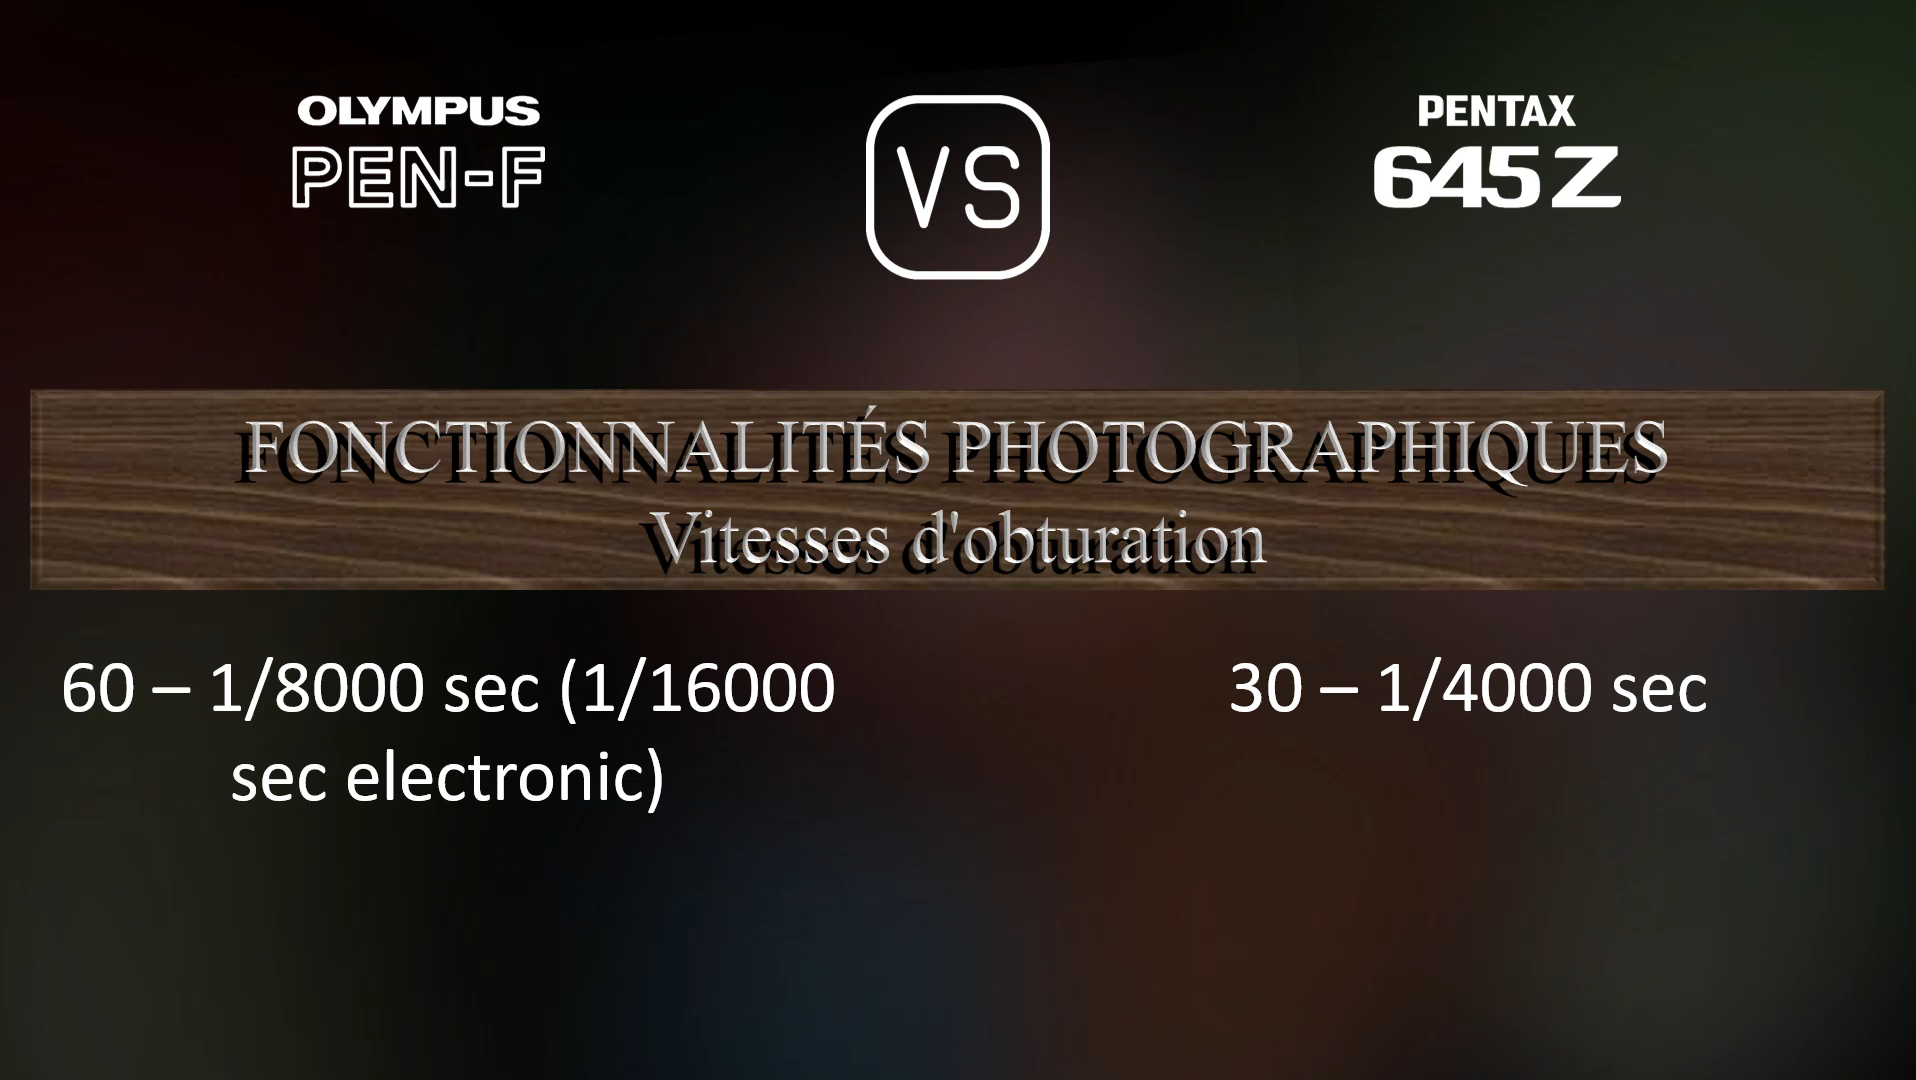 OLYMPUS
PEN-F
VS
PENTAX
645Z
FONCTIONNALITÉS PHOTOGRAPHIQUES
Vitesses d'obturation
60 – 1/8000 sec (1/16000
sec electronic)
30 – 1/4000 sec